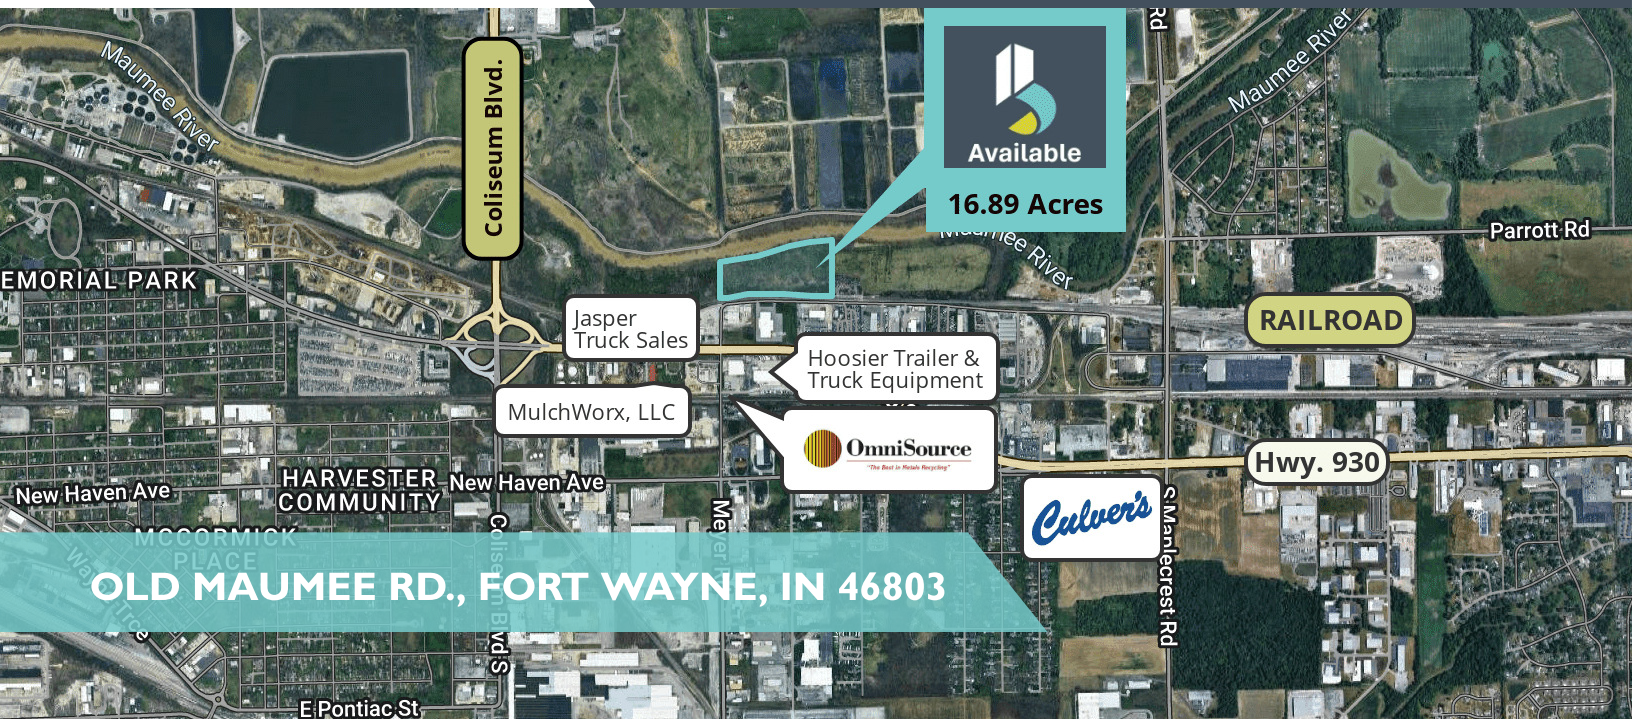 Maumee River
Coliseum Blvd.
Available
16.89 Acres
Rd
Maumee River
Maumee River
Parrott Rd
EMORIAL PARK
Jasper
Truck Sales
RAILROAD
Hoosier Trailer &
Truck Equipment
MulchWorx, LLC
OmniSource
"The Best in Metals Recycling"
Hwy. 930
HARVESTER
COMMUNITY
New Haven Ave
New Haven Ave
Culver's
S Maplecrest Rd
Meyer
MCCORMICK
PLACE
Coliseum Blvd S
OLD MAUMEE RD., FORT WAYNE, IN 46803
E Pontiac St